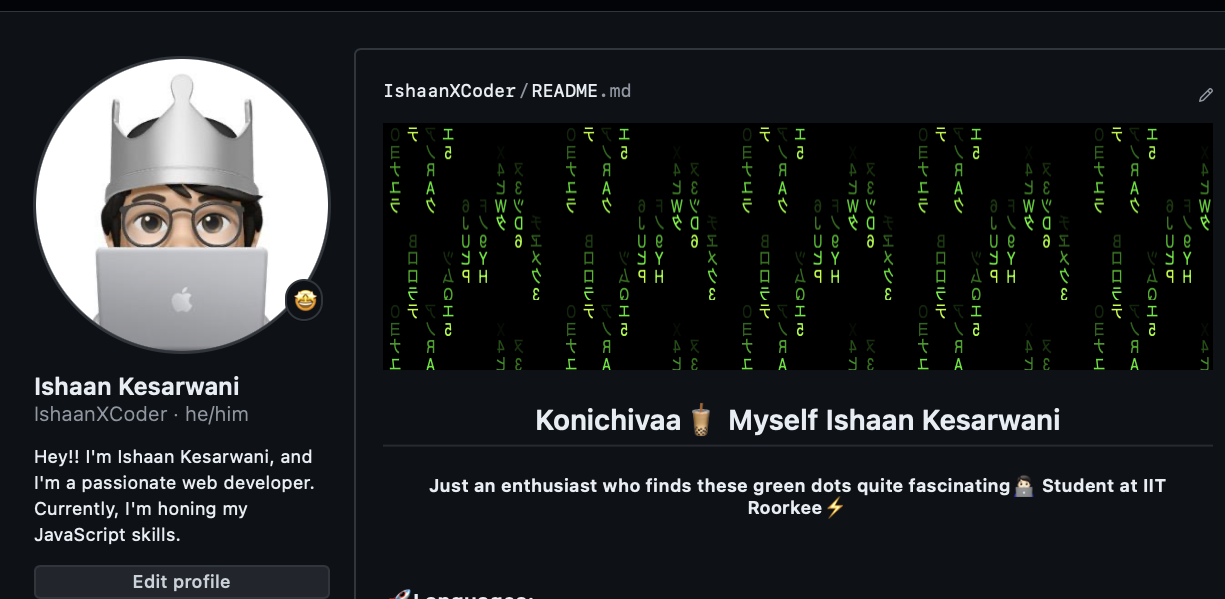 IshaanXCoder/README.md
Konichivaa🧋 Myself Ishaan Kesarwani
Just an enthusiast who finds these green dots quite fascinating👨🏻‍💻 Student at IIT
Roorkee⚡
Ishaan Kesarwani
IshaanXCoder · he/him
Hey!! I'm Ishaan Kesarwani, and
I'm a passionate web developer.
Currently, I'm honing my
JavaScript skills.
Edit profile
🚀Languages: